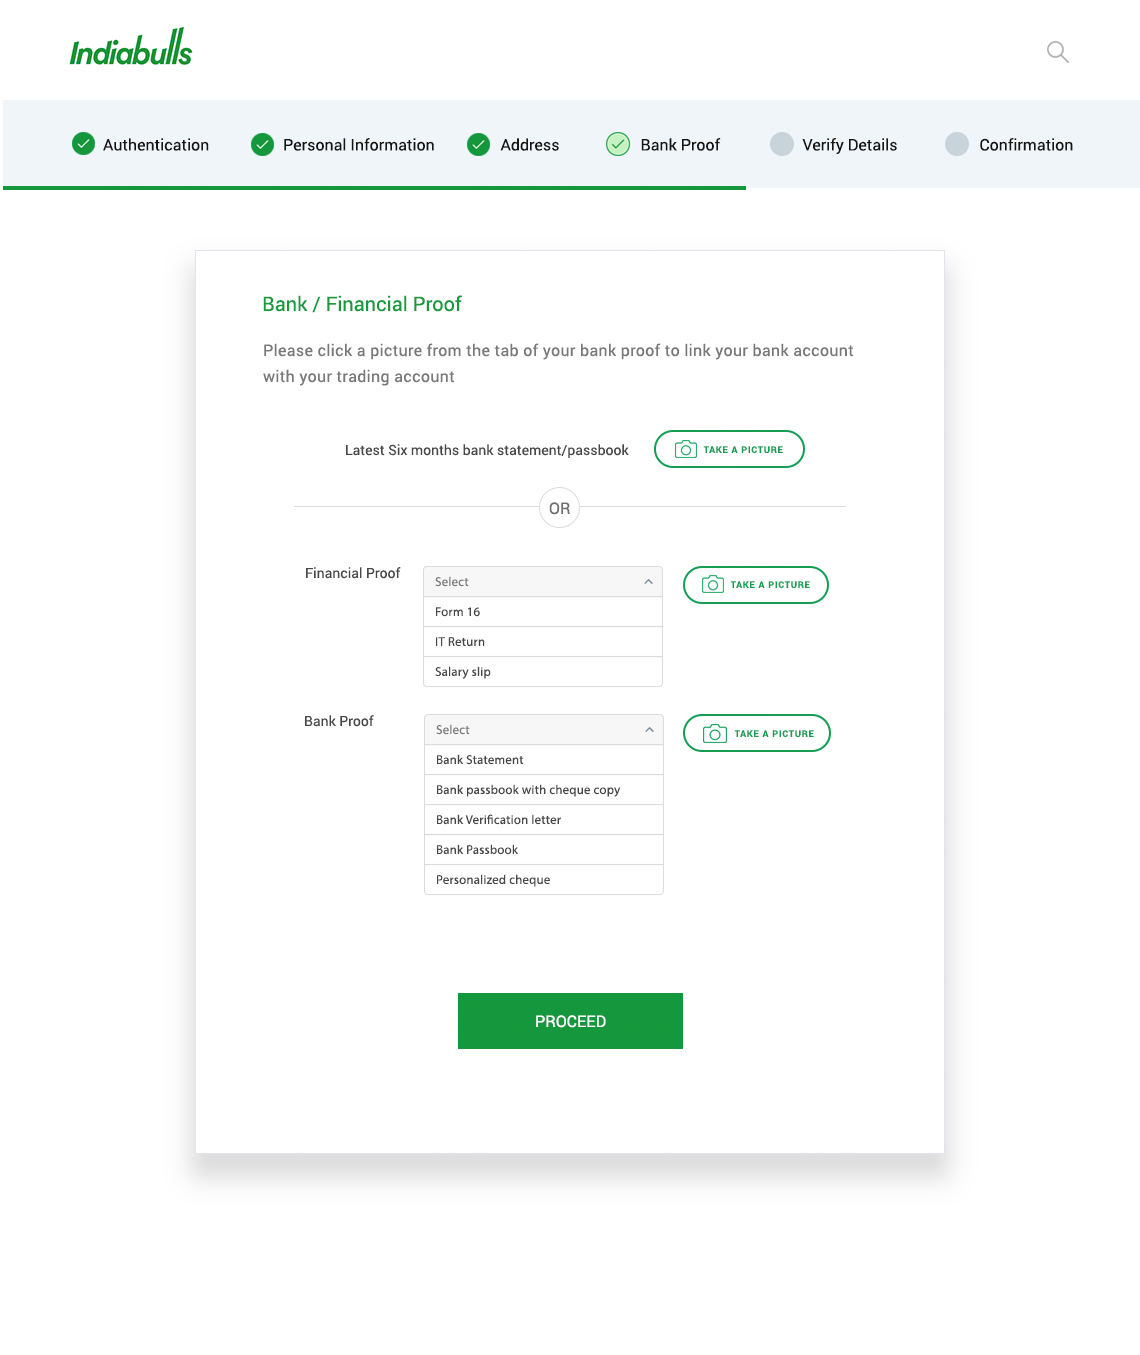 Indiabulls
Authentication
Personal Information
Address
Bank Proof
Verify Details
Confirmation
Bank / Financial Proof
Please click a picture from the tab of your bank proof to link your bank account
with your trading account
Latest Six months bank statement/passbook
TAKE A PICTURE
OR
Financial Proof
Select
TAKE A PICTURE
Form 16
IT Return
Salary slip
Bank Proof
Select
TAKE A PICTURE
Bank Statement
Bank passbook with cheque copy
Bank Verification letter
Bank Passbook
Personalized cheque
PROCEED